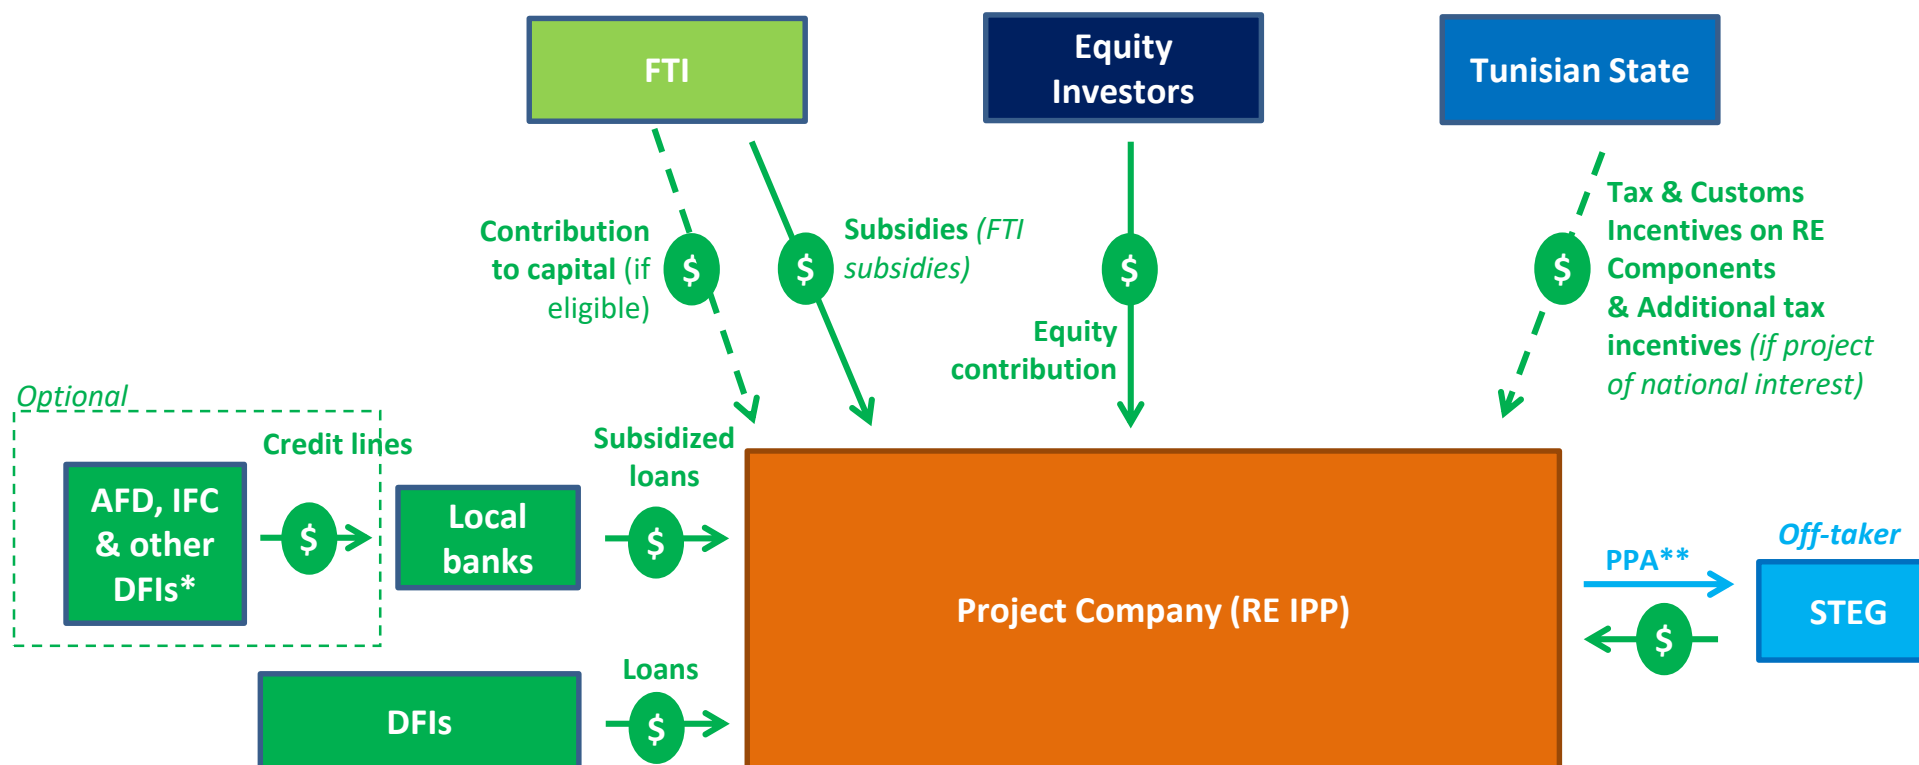 FTI
Equity
Investors
Tunisian State
Contribution
to capital (if
eligible)
$
$
Subsidies (FTI
subsidies)
$
Equity
contribution
$
Tax & Customs
Incentives on RE
Components
& Additional tax
incentives (if project
of national interest)
Optional
Credit lines
AFD, IFC
& other
DFIs*
$
Local
banks
Subsidized
loans
$
Project Company (RE IPP)
PPA**
$
Off-taker
STEG
DFIs
Loans
$